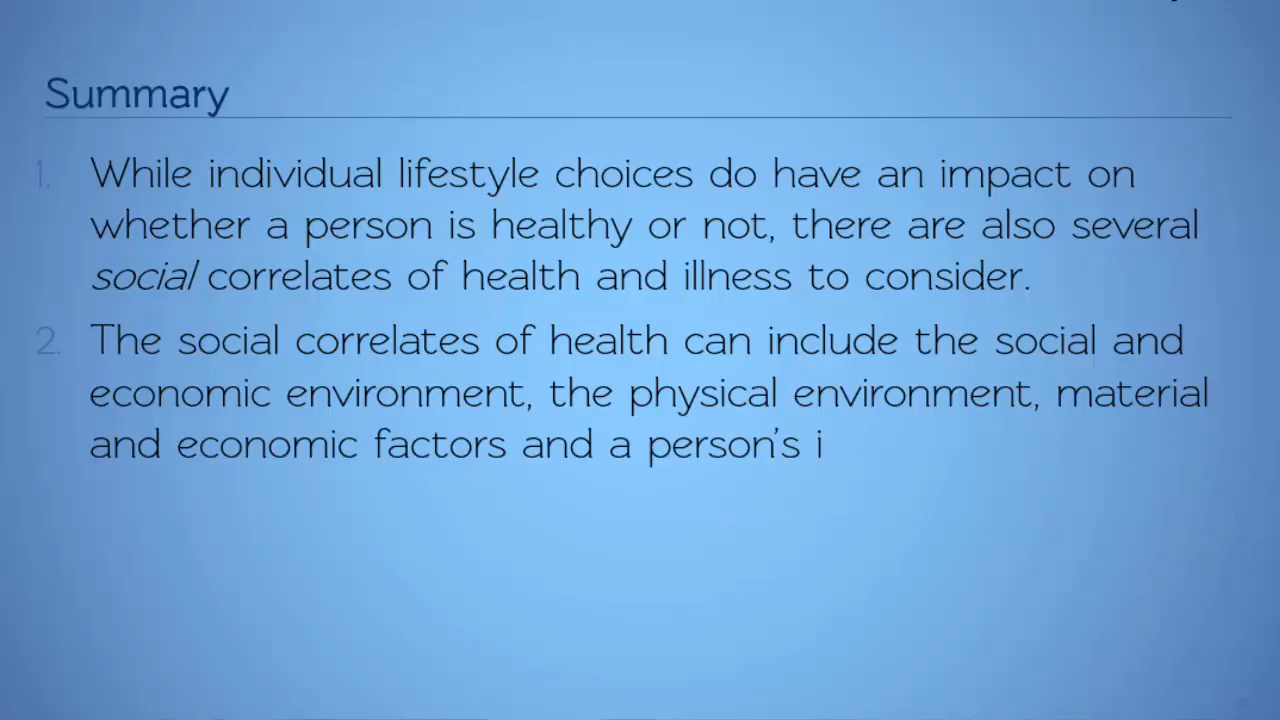 Summary
1. While individual lifestyle choices do have an impact on
whether a person is healthy or not, there are also several
social correlates of health and illness to consider.
2. The social correlates of health can include the social and
economic environment, the physical environment, material
and economic factors and a person’s i